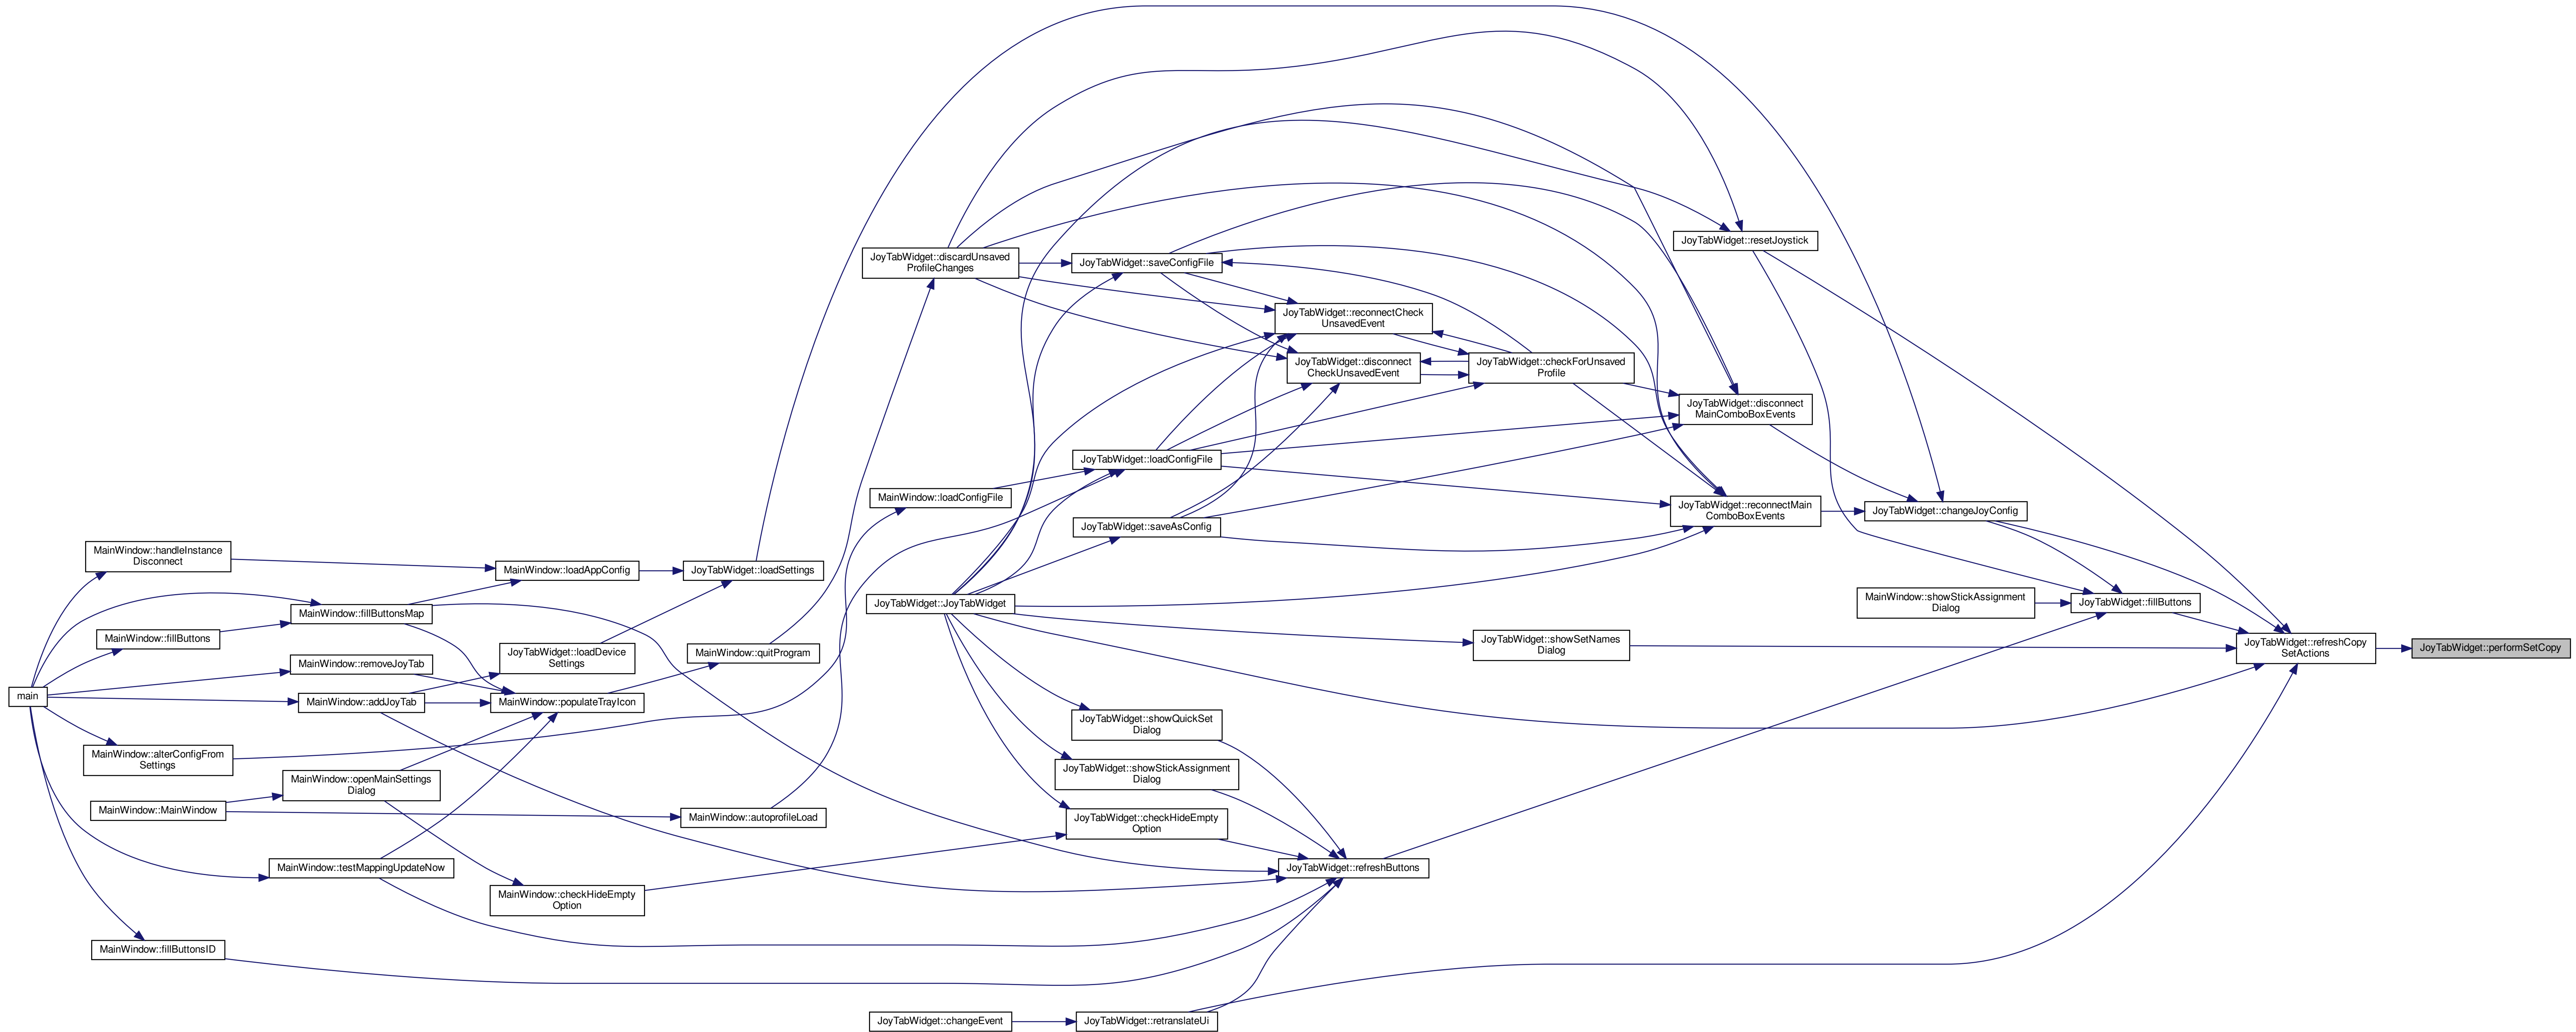 JoyTabWidget::resetJoystick
JoyTabWidget::discardUnsaved
ProfileChanges
JoyTabWidget::saveConfigFile
JoyTabWidget::reconnectCheck
UnsavedEvent
JoyTabWidget::disconnect
CheckUnsavedEvent
JoyTabWidget::checkForUnsaved
Profile
JoyTabWidget::disconnect
MainComboBoxEvents
JoyTabWidget::loadConfigFile
MainWindow::loadConfigFile
JoyTabWidget::reconnectMain
ComboBoxEvents
JoyTabWidget::changeJoyConfig
JoyTabWidget::saveAsConfig
MainWindow::handleInstance
Disconnect
MainWindow::loadAppConfig
JoyTabWidget::loadSettings
JoyTabWidget::JoyTabWidget
MainWindow::showStickAssignment
Dialog
JoyTabWidget::fillButtons
MainWindow::fillButtonsMap
MainWindow::fillButtons
JoyTabWidget::showSetNames
Dialog
JoyTabWidget::refreshCopy
SetActions
JoyTabWidget::performSetCopy
JoyTabWidget::loadDevice
Settings
MainWindow::quitProgram
MainWindow::removeJoyTab
main
MainWindow::addJoyTab
MainWindow::populateTrayIcon
JoyTabWidget::showQuickSet
Dialog
MainWindow::alterConfigFrom
Settings
JoyTabWidget::showStickAssignment
Dialog
MainWindow::openMainSettings
Dialog
MainWindow::MainWindow
MainWindow::autoprofileLoad
JoyTabWidget::checkHideEmpty
Option
MainWindow::testMappingUpdateNow
JoyTabWidget::refreshButtons
MainWindow::checkHideEmpty
Option
MainWindow::fillButtonsID
JoyTabWidget::changeEvent
JoyTabWidget::retranslateUi